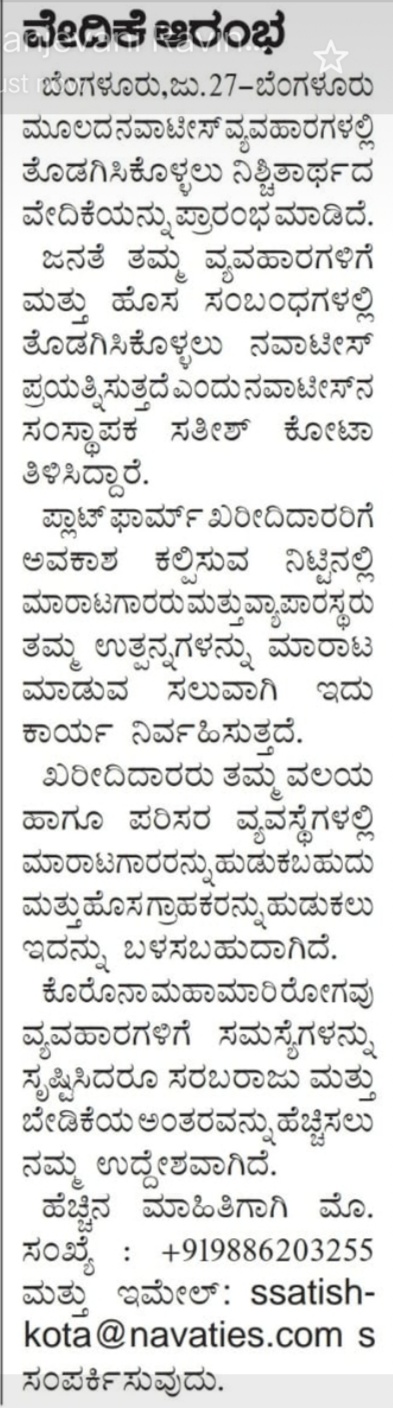 ವೇದಿಕೆ ಆರಂಭ
ಬೆಂಗಳೂರು,ಜು.27-ಬೆಂಗಳೂರು
ಮೂಲದ ನವಾಟೀಸ್ ವ್ಯವಹಾರಗಳಲ್ಲಿ
ತೊಡಗಿಸಿಕೊಳ್ಳಲು ನಿಶ್ಚಿತಾರ್ಥದ
ವೇದಿಕೆಯನ್ನು ಪ್ರಾರಂಭ ಮಾಡಿದೆ.
ಜನತೆ ತಮ್ಮ ವ್ಯವಹಾರಗಳಿಗೆ
ಮತ್ತು ಹೊಸ ಸಂಬಂಧಗಳಲ್ಲಿ
ತೊಡಗಿಸಿಕೊಳ್ಳಲು ನವಾಟೀಸ್
ಪ್ರಯತ್ನಿಸುತ್ತದೆ ಎಂದು ನವಾಟೀಸ್‌ನ
ಸಂಸ್ಥಾಪಕ ಸತೀಶ್ ಕೋಟಾ
ತಿಳಿಸಿದ್ದಾರೆ.
ಪ್ಲಾಟ್ ಫಾರ್ಮ್ ಖರೀದಿದಾರರಿಗೆ
ಅವಕಾಶ ಕಲ್ಪಿಸುವ ನಿಟ್ಟಿನಲ್ಲಿ
ಮಾರಾಟಗಾರರು ಮತ್ತು ವ್ಯಾಪಾರಸ್ಥರು
ತಮ್ಮ ಉತ್ಪನ್ನಗಳನ್ನು ಮಾರಾಟ
ಮಾಡುವ ಸಲುವಾಗಿ ಇದು
ಕಾರ್ಯ ನಿರ್ವಹಿಸುತ್ತದೆ.
ಖರೀದಿದಾರರು ತಮ್ಮ ವಲಯ
ಹಾಗೂ ಪರಿಸರ ವ್ಯವಸ್ಥೆಗಳಲ್ಲಿ
ಮಾರಾಟಗಾರರನ್ನು ಹುಡುಕಬಹುದು
ಮತ್ತು ಹೊಸ ಗ್ರಾಹಕರನ್ನು ಹುಡುಕಲು
ಇದನ್ನು ಬಳಸಬಹುದಾಗಿದೆ.
ಕೊರೊನಾ ಮಹಾಮಾರಿ ರೋಗವು
ವ್ಯವಹಾರಗಳಿಗೆ ಸಮಸ್ಯೆಗಳನ್ನು
ಸೃಷ್ಟಿಸಿದರೂ ಸರಬರಾಜು ಮತ್ತು
ಬೇಡಿಕೆಯ ಅಂತರವನ್ನು ಹೆಚ್ಚಿಸಲು
ನಮ್ಮ ಉದ್ದೇಶವಾಗಿದೆ.
ಹೆಚ್ಚಿನ ಮಾಹಿತಿಗಾಗಿ ಮೊ.
ಸಂಖ್ಯೆ : +919886203255
ಮತ್ತು ಇಮೇಲ್: ssatish-
kota@navaties.com s
ಸಂಪರ್ಕಿಸುವುದು.